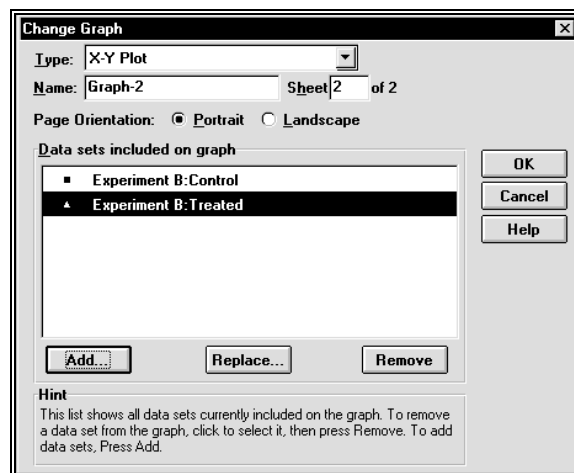 Change Graph
Type: X-Y Plot
Name: Graph-2 Sheet 2 of 2
Page Orientation: Portrait Landscape
Data sets included on graph
Experiment B:Control
Experiment B:Treated
OK
Cancel
Help
Add... Replace... Remove
Hint
This list shows all data sets currently included on the graph. To remove
a data set from the graph, click to select it, then press Remove. To add
data sets, Press Add.